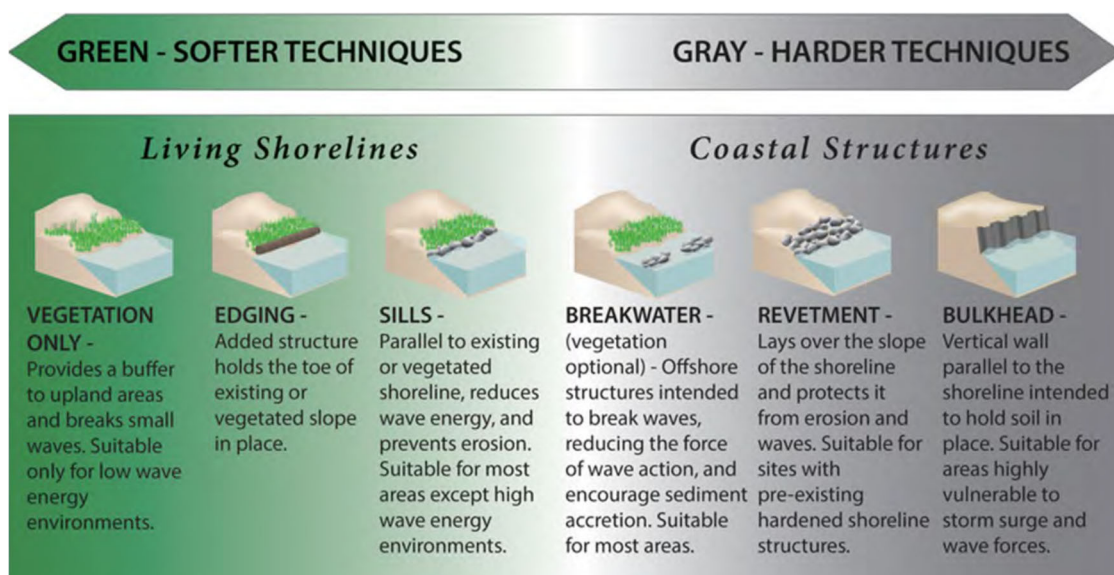 GREEN - SOFTER TECHNIQUES
GRAY - HARDER TECHNIQUES
Living Shorelines
Coastal Structures
VEGETATION
ONLY -
Provides a buffer
to upland areas
and breaks small
waves. Suitable
only for low wave
energy
environments.
EDGING -
Added structure
holds the toe of
existing or
vegetated slope
in place.
SILLS -
Parallel to existing
or vegetated
shoreline, reduces
wave energy, and
prevents erosion.
Suitable for most
areas except high
wave energy
environments.
BREAKWATER -
(vegetation
optional) - Offshore
structures intended
to break waves,
reducing the force
of wave action, and
encourage sediment
accretion. Suitable
for most areas.
REVETMENT -
Lays over the slope
of the shoreline
and protects it
from erosion and
waves. Suitable for
sites with
pre-existing
hardened shoreline
structures.
BULKHEAD -
Vertical wall
parallel to the
shoreline intended
to hold soil in
place. Suitable for
areas highly
vulnerable to
storm surge and
wave forces.